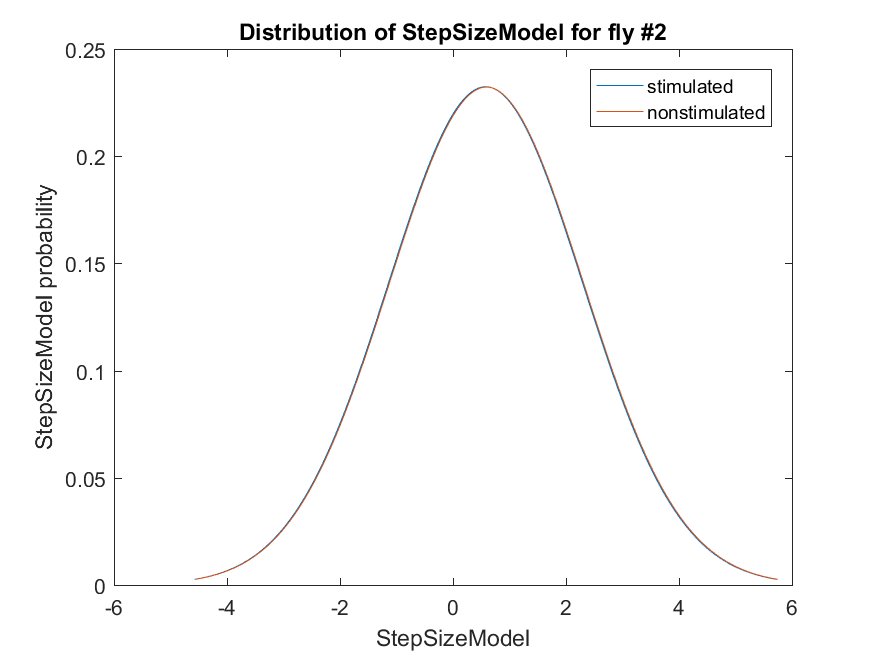 Distribution of StepSizeModel for fly #2
stimulated
nonstimulated
StepSizeModel probability
0.25
0.2
0.15
0.1
0.05
0
-6
-4
-2
0
2
4
6
StepSizeModel